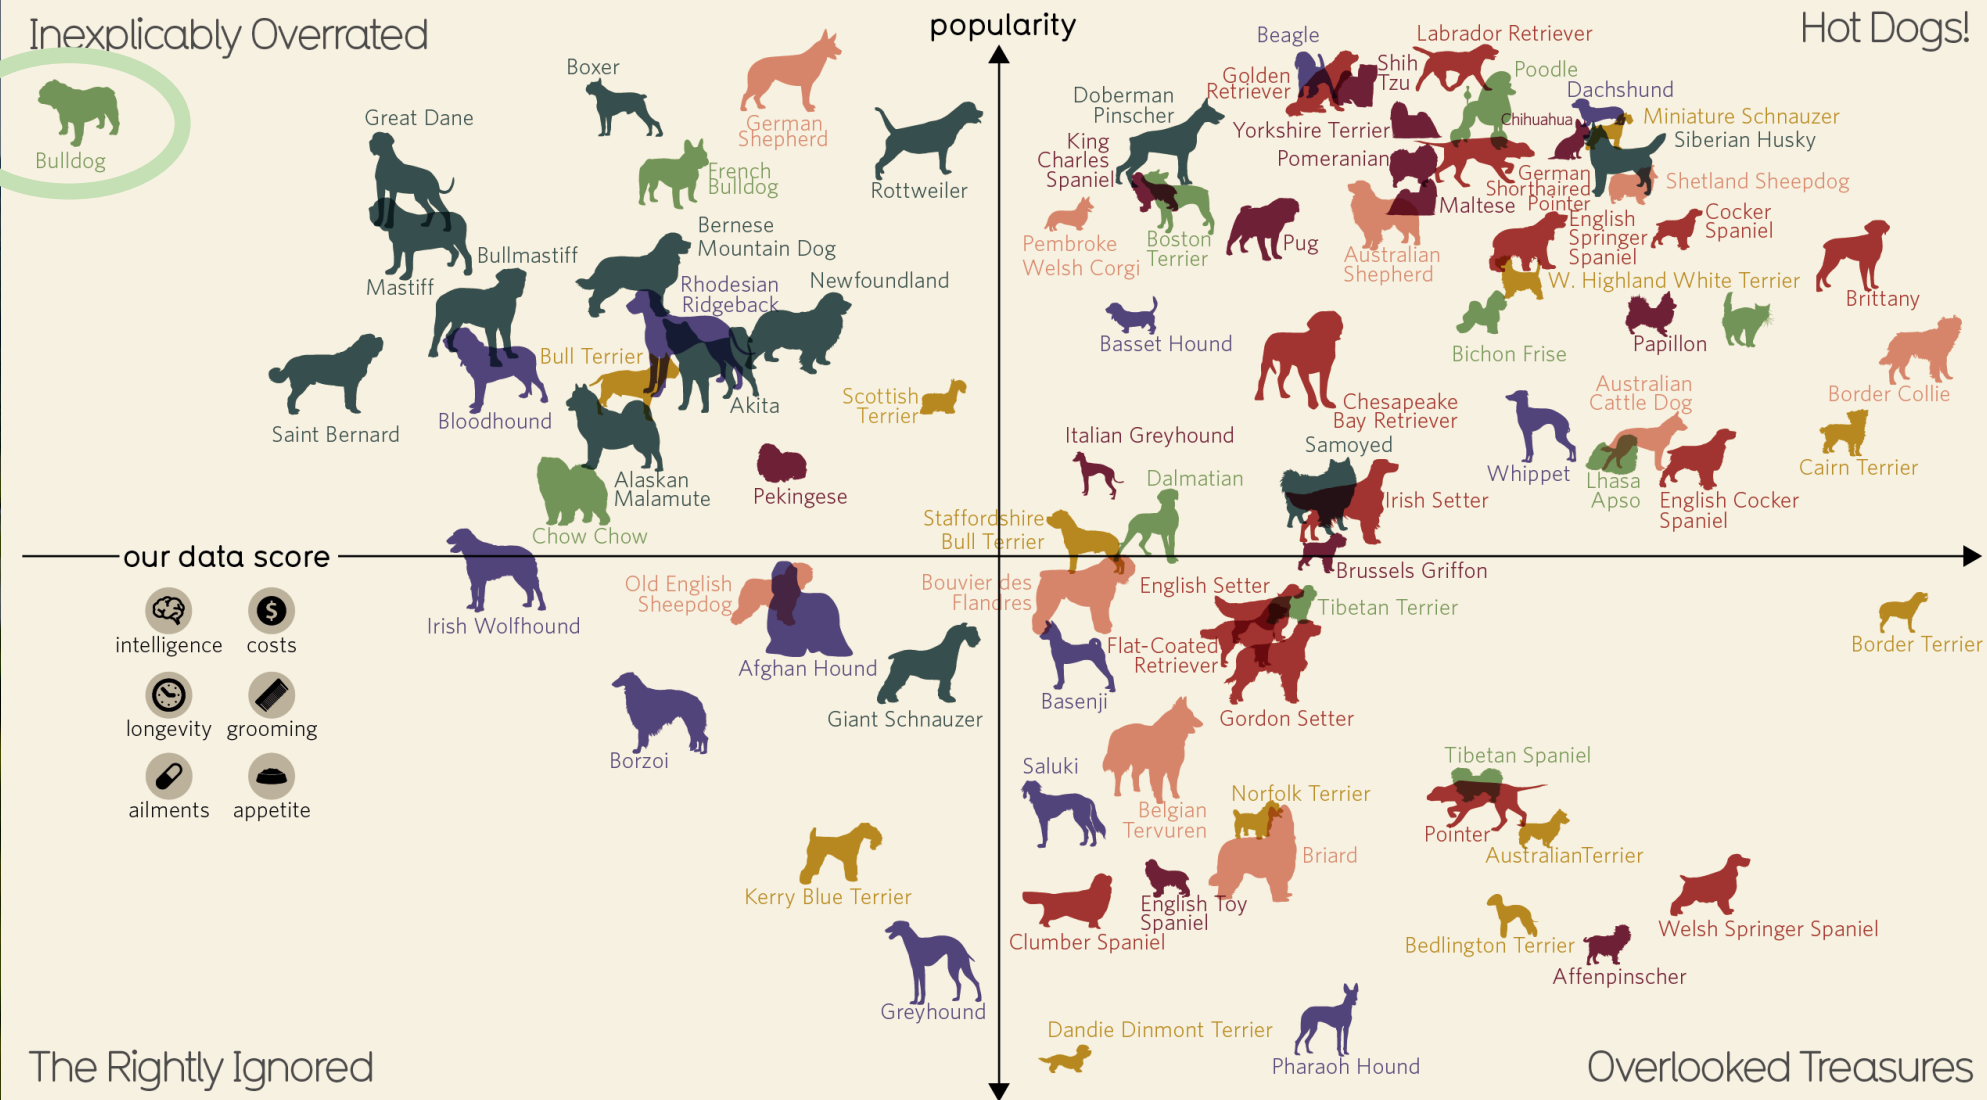 Inexplicably Overrated
popularity
Hot Dogs!
Bulldog
Great Dane
Boxer
German
Shepherd
French
Bulldog
Rottweiler
Mastiff
Bullmastiff
Bernese
Mountain Dog
Rhodesian
Ridgeback
Newfoundland
Saint Bernard
Bloodhound
Bull Terrier
Akita
Scottish
Terrier
Alaskan
Malamute
Pekingese
Chow Chow
Beagle
Labrador Retriever
Golden
Retriever
Shih
Tzu
Poodle
Dachshund
Doberman
Pinscher
Yorkshire Terrier
Chihuahua
Miniature Schnauzer
Siberian Husky
King
Charles
Spaniel
Pomeranian
German
Shorthaired
Pointer
Shetland Sheepdog
Maltese
Pembroke
Welsh Corgi
Boston
Terrier
Pug
Australian
Shepherd
English
Springer
Spaniel
Cocker
Spaniel
W. Highland White Terrier
Brittany
Basset Hound
Bichon Frise
Papillon
Border Collie
Chesapeake
Bay Retriever
Australian
Cattle Dog
Italian Greyhound
Samoyed
Whippet
Cairn Terrier
Dalmatian
Irish Setter
Lhasa
Apso
English Cocker
Spaniel
Staffordshire
Bull Terrier
our data score
intelligence
costs
longevity
grooming
ailments
appetite
Irish Wolfhound
Old English
Sheepdog
Afghan Hound
Giant Schnauzer
Borzoi
Kerry Blue Terrier
Greyhound
Brussels Griffon
Bouvier des
Flandres
English Setter
Tibetan Terrier
Border Terrier
Flat-Coated
Retriever
Basenji
Gordon Setter
Saluki
Belgian
Tervuren
Norfolk Terrier
Tibetan Spaniel
Pointer
AustralianTerrier
Briard
English Toy
Spaniel
Clumber Spaniel
Welsh Springer Spaniel
Bedlington Terrier
Affenpinscher
Dandie Dinmont Terrier
Pharaoh Hound
The Rightly Ignored
Overlooked Treasures